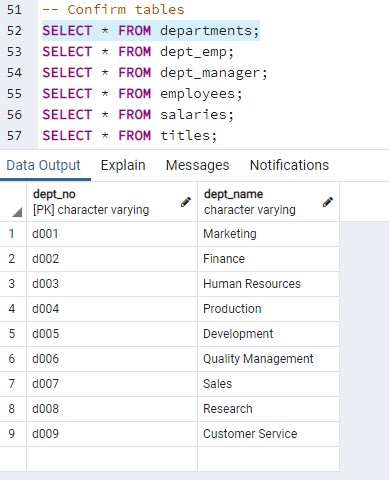 51 -- Confirm tables
52 SELECT * FROM departments;
53 SELECT * FROM dept_emp;
54 SELECT * FROM dept_manager;
55 SELECT * FROM employees;
56 SELECT * FROM salaries;
57 SELECT * FROM titles;
Data Output Explain Messages Notifications
dept_no dept_name
[PK] character varying character varying
1 d001 Marketing
2 d002 Finance
3 d003 Human Resources
4 d004 Production
5 d005 Development
6 d006 Quality Management
7 d007 Sales
8 d008 Research
9 d009 Customer Service